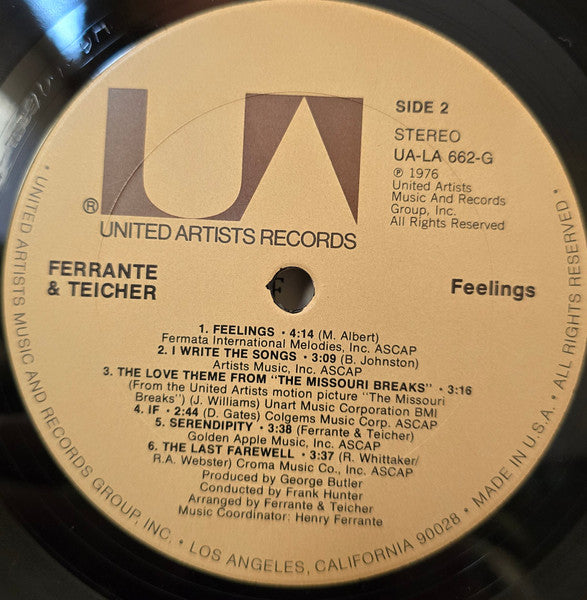 UA
SIDE 2
STEREO
UA-LA 662-G
℗ 1976
United Artists
Music And Records
Group, Inc.
All Rights Reserved
®
UNITED ARTISTS RECORDS
FERRANTE
& TEICHER
Feelings
1. FEELINGS • 4:14 (M. Albert)
Fermata International Melodies, Inc. ASCAP
2. I WRITE THE SONGS • 3:09 (B. Johnston)
Artists Music, Inc. ASCAP
3. THE LOVE THEME FROM "THE MISSOURI BREAKS" • 3:16
(From the United Artists motion picture "The Missouri
Breaks") (J. Williams) Unart Music Corporation BMI
4. IF • 2:44 (D. Gates) Colgems Music Corp. ASCAP
5. SERENDIPITY • 3:38 (Ferrante & Teicher)
Golden Apple Music, Inc. ASCAP
6. THE LAST FAREWELL • 3:37 (R. Whittaker/
R.A. Webster) Croma Music Co., Inc. ASCAP
Produced by George Butler
Conducted by Frank Hunter
Arranged by Ferrante & Teicher
Music Coordinator: Henry Ferrante
• UNITED ARTISTS MUSIC AND RECORDS GROUP, INC. • LOS ANGELES, CALIFORNIA 90028 • MADE IN U.S.A. • ALL RIGHTS RESERVED •